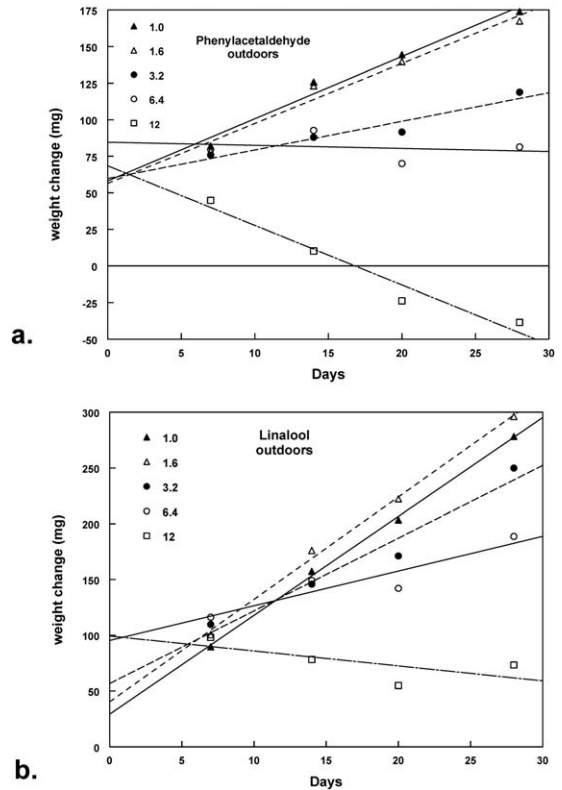 175
150
125
100
75
50
25
0
-25
-50
weight change (mg)
Phenylacetaldehyde
outdoors
1.0
1.6
3.2
6.4
12
0 5 10 15 20 25 30
Days
a.
300
250
200
150
100
50
0
weight change (mg)
Linalool
outdoors
1.0
1.6
3.2
6.4
12
0 5 10 15 20 25 30
Days
b.